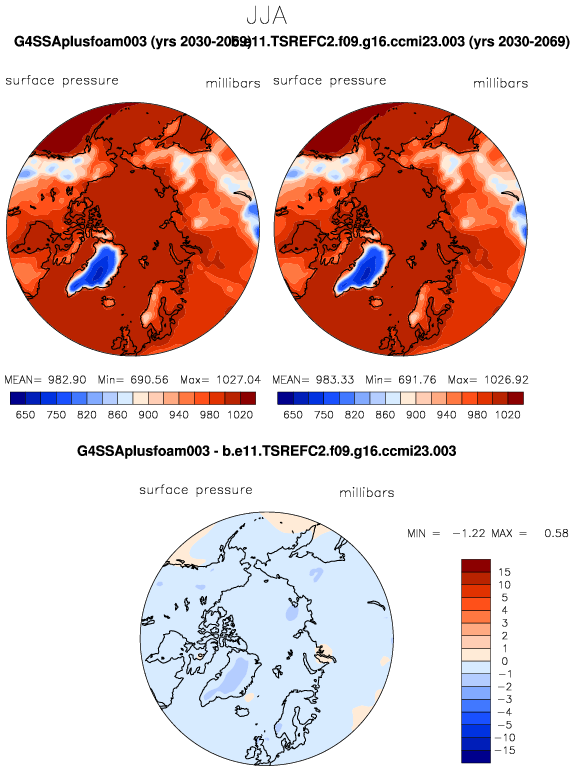 JJA
G4SSAplusfoam003 (yrs 2030-2069) b.e11.TSREFC2.f09.g16.ccmi23.003 (yrs 2030-2069)
surface pressure millibars surface pressure millibars
MEAN= 982.90 Min= 690.56 Max= 1027.04 MEAN= 983.33 Min= 691.76 Max= 1026.92
650 750 820 860 900 940 980 1020 650 750 820 860 900 940 980 1020
G4SSAplusfoam003 - b.e11.TSREFC2.f09.g16.ccmi23.003
surface pressure millibars
MIN = -1.22 MAX = 0.58
15
10
5
4
3
2
1
0
-1
-2
-3
-4
-5
-10
-15